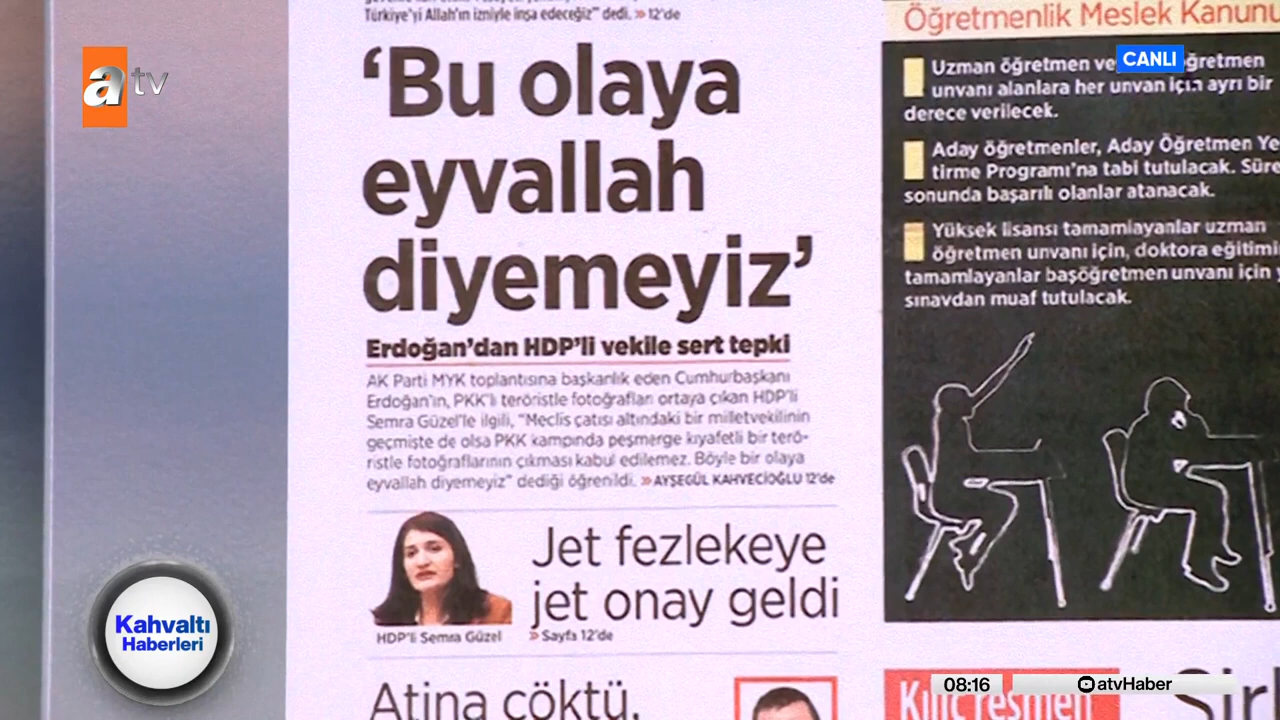 Türkiye'yi Allah'ın izniyle inşa edeceğiz" dedi. » 12'de
'Bu olaya
eyvallah
diyemeyiz'
Erdoğan'dan HDP'li vekile sert tepki
AK Parti MYK toplantısına başkanlık eden Cumhurbaşkanı
Erdoğan'ın, PKK'lı teröristle fotoğrafları ortaya çıkan HDP'li
Semra Güzel'le ilgili, "Meclis çatısı altındaki bir milletvekilinin
geçmişte de olsa PKK kampında peşmerge kıyafetli bir terö-
ristle fotoğraflarının çıkması kabul edilemez. Böyle bir olaya
eyvallah diyemeyiz" dediği öğrenildi. » AYŞEGÜL KAHVECİOĞLU 12'de
Jet fezlekeye
jet onay geldi
» Sayfa 12'de
HDP'li Semra Güzel
Atina çöktü,
Öğretmenlik Meslek Kanunu
Uzman öğretmen ve öğretmen
unvanı alanlara her unvan için ayrı bir
derece verilecek.
Aday öğretmenler, Aday Öğretmen Ye
tirme Programı'na tabi tutulacak. Süre
sonunda başarılı olanlar atanacak.
Yüksek lisansı tamamlayanlar uzman
öğretmen unvanı için, doktora eğitimi
tamamlayanlar başöğretmen unvanı için
sınavdan muaf tutulacak.
Kılıç resmen
atv
CANLI
Kahvaltı
Haberleri
08:16
atvHaber